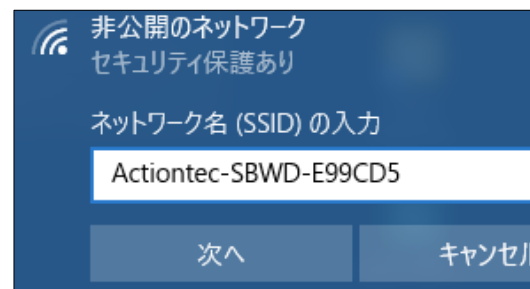 非公開のネットワーク
セキュリティ保護あり
ネットワーク名 (SSID) の入力
Actiontec-SBWD-E99CD5
次へ
キャンセル